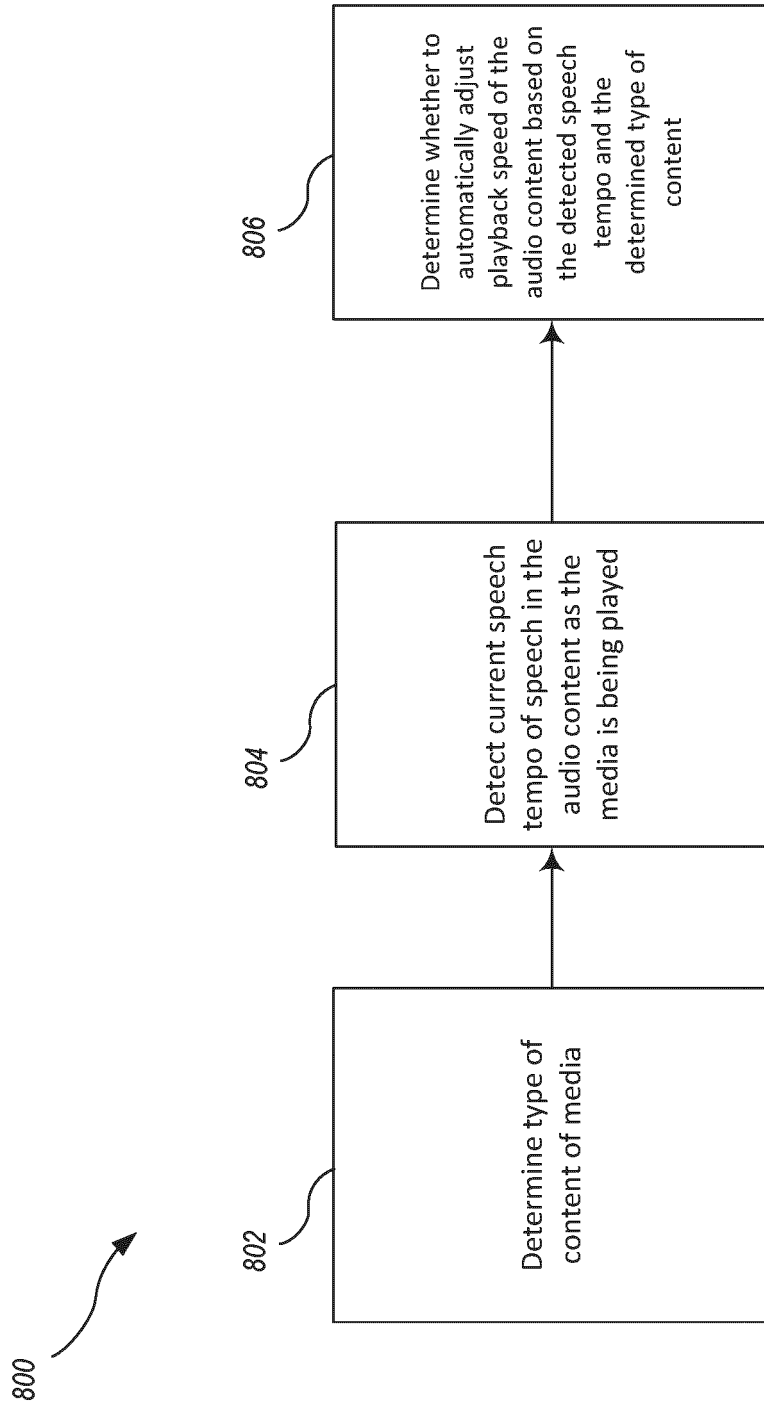 800
802
Determine type of
content of media
804
Detect current speech
tempo of speech in the
audio content as the
media is being played
806
Determine whether to
automatically adjust
playback speed of the
audio content based on
the detected speech
tempo and the
determined type of
content